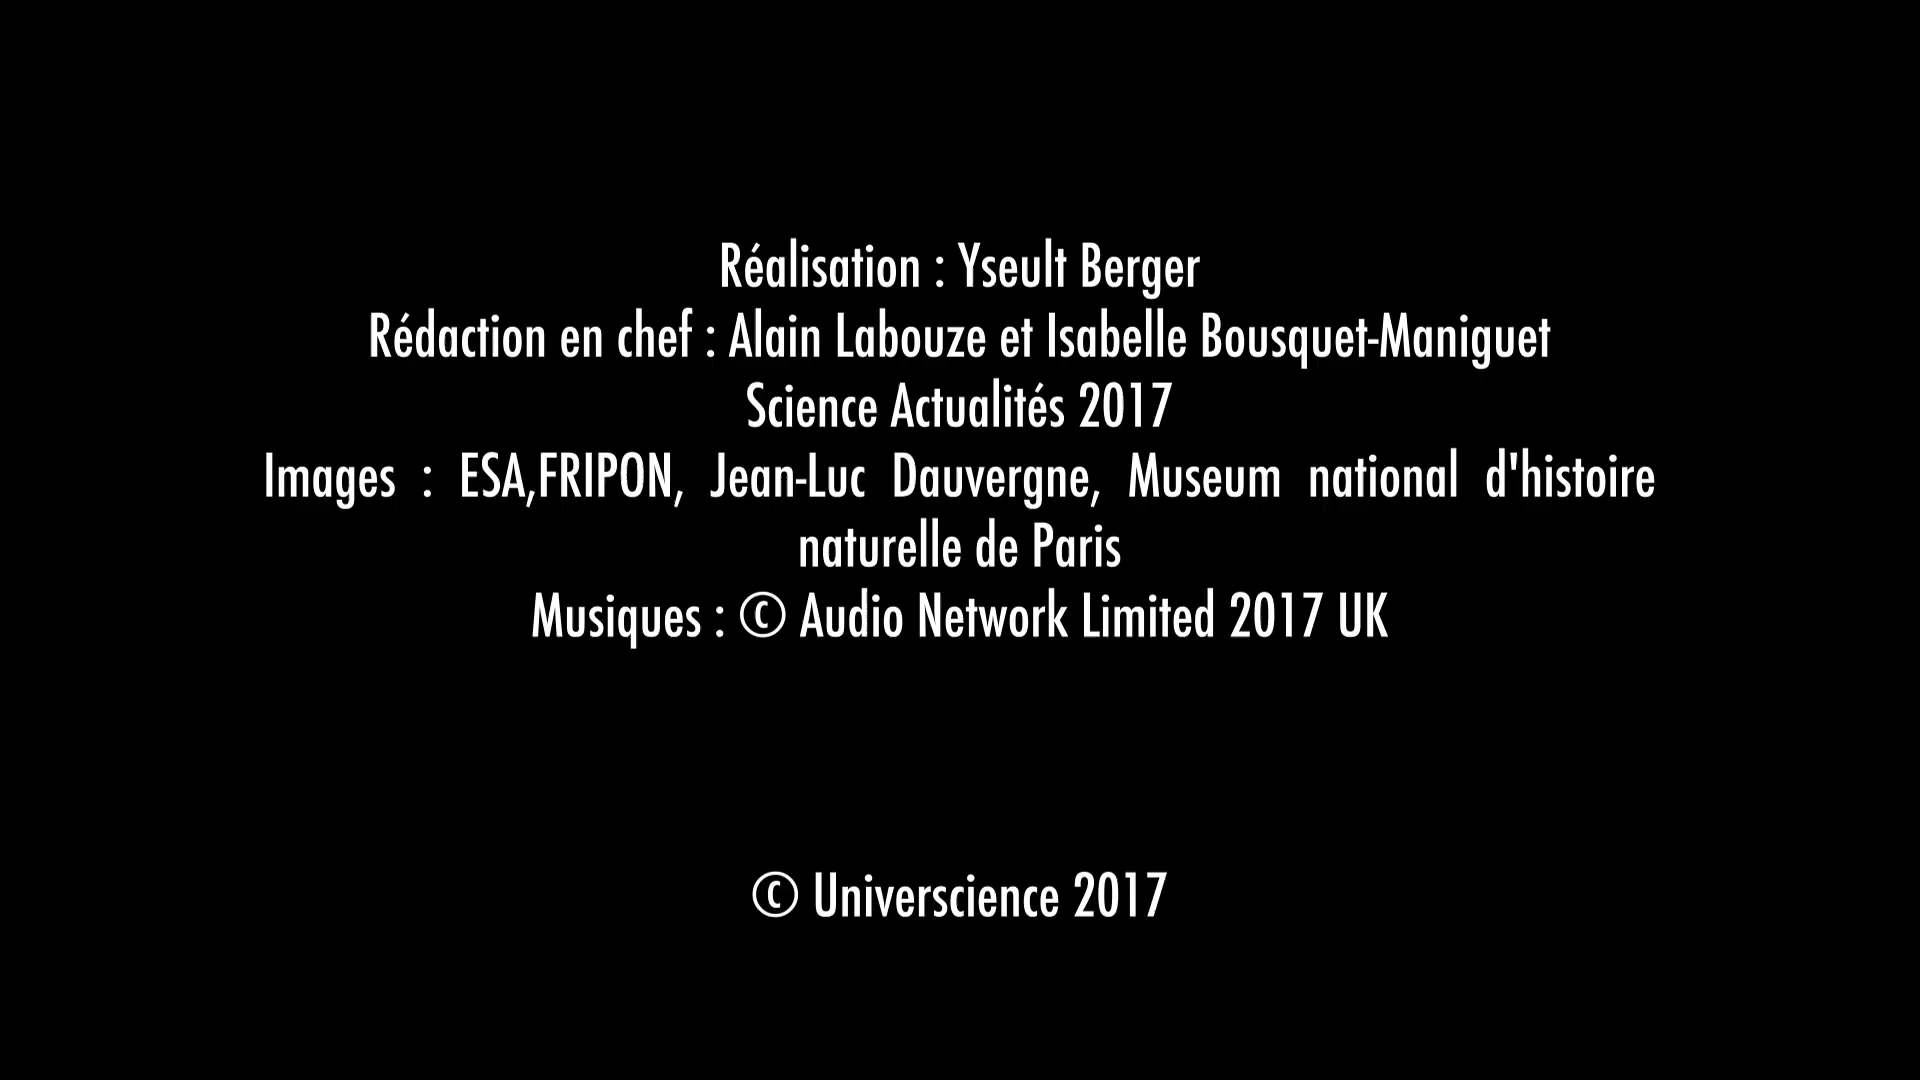 Réalisation : Yseult Berger
Rédaction en chef : Alain Labouze et Isabelle Bousquet-Maniguet
Science Actualités 2017
Images : ESA,FRIPON, Jean-Luc Dauvergne, Museum national d'histoire
naturelle de Paris
Musiques : © Audio Network Limited 2017 UK
© Universcience 2017